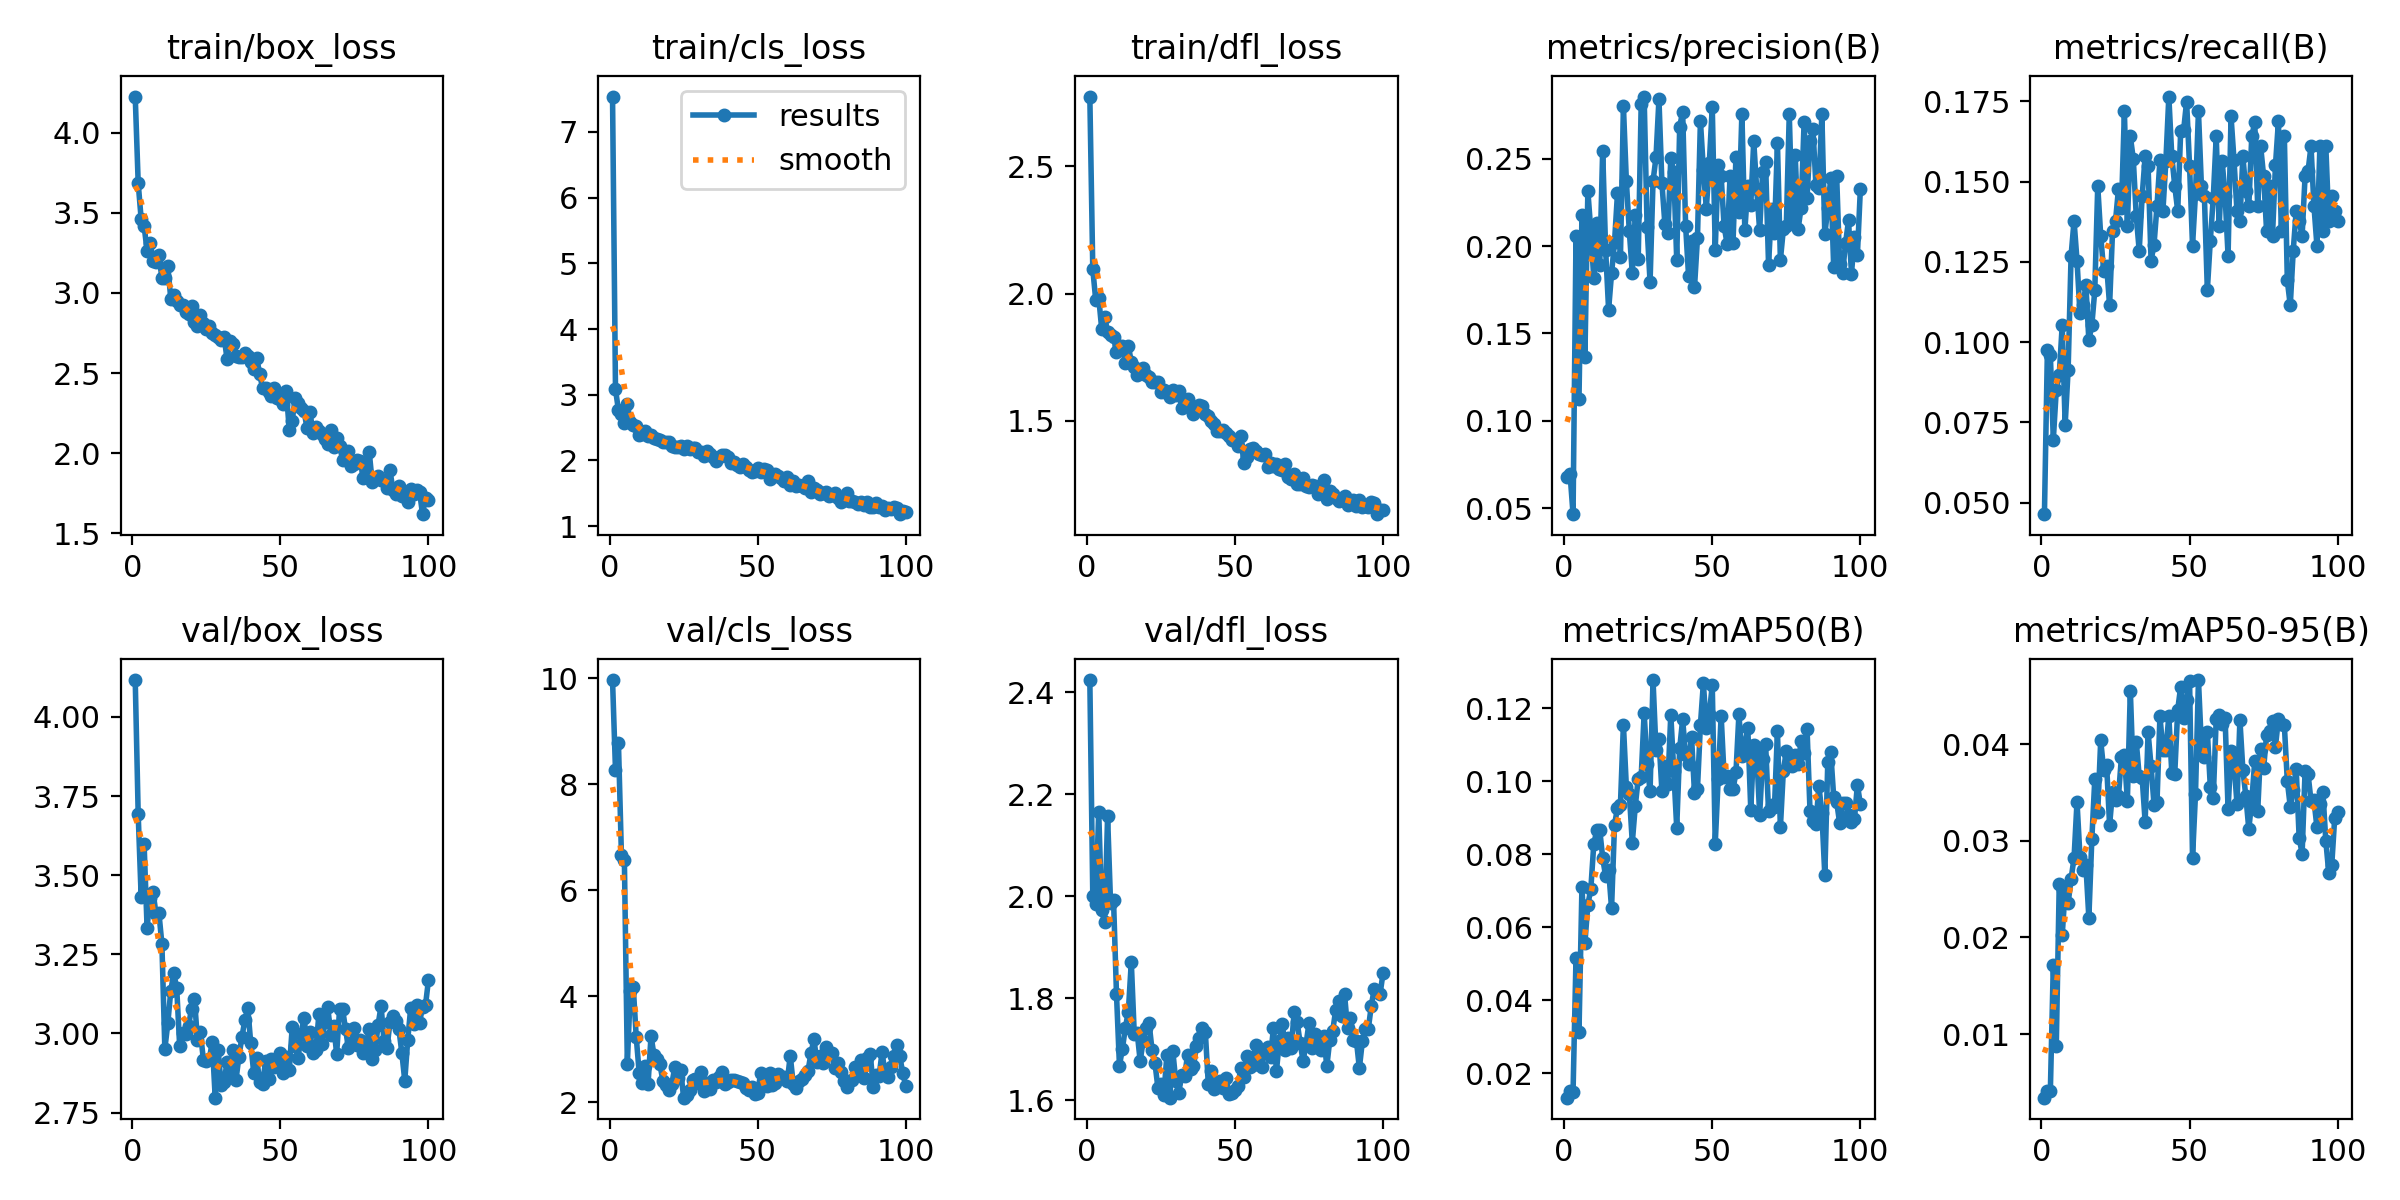 train/box_loss
4.0
3.5
3.0
2.5
2.0
1.5
0 50 100
train/cls_loss
results
smooth
7
6
5
4
3
2
1
0 50 100
train/dfl_loss
2.5
2.0
1.5
0 50 100
metrics/precision(B)
0.25
0.20
0.15
0.10
0.05
0 50 100
metrics/recall(B)
0.175
0.150
0.125
0.100
0.075
0.050
0 50 100
val/box_loss
4.00
3.75
3.50
3.25
3.00
2.75
0 50 100
val/cls_loss
10
8
6
4
2
0 50 100
val/dfl_loss
2.4
2.2
2.0
1.8
1.6
0 50 100
metrics/mAP50(B)
0.12
0.10
0.08
0.06
0.04
0.02
0 50 100
metrics/mAP50-95(B)
0.04
0.03
0.02
0.01
0 50 100